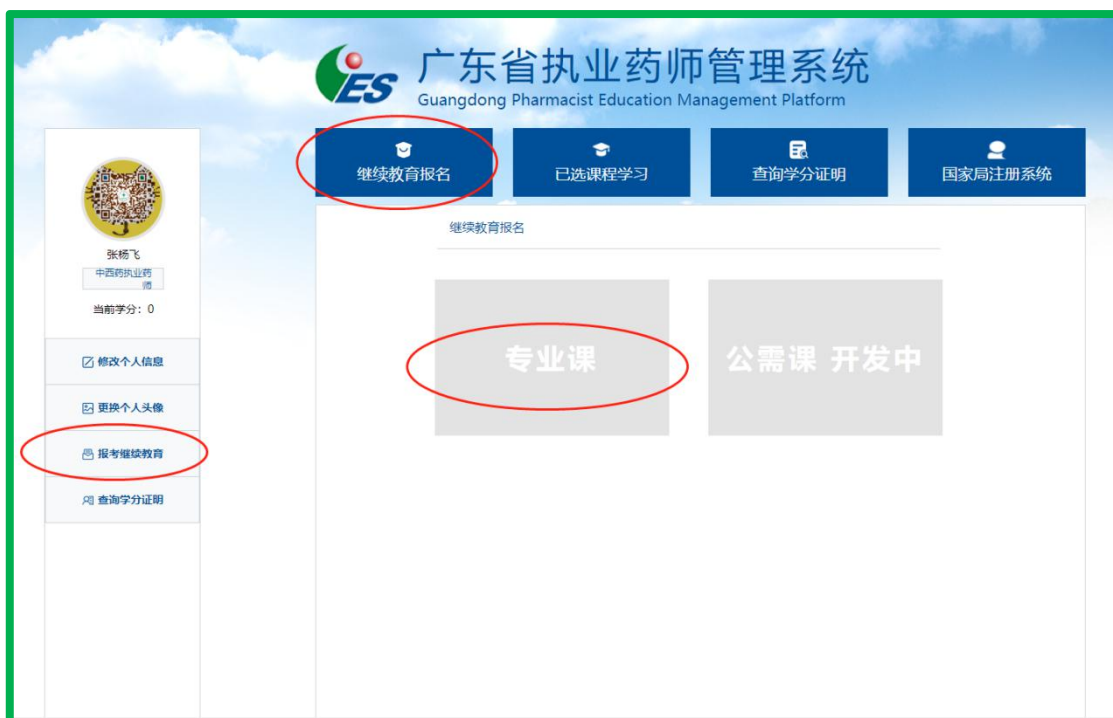 YES
广东省执业药师管理系统
Guangdong Pharmacist Education Management Platform
继续教育报名
已选课程学习
查询学分证明
国家局注册系统
张杨飞
中西药执业药
师
当前学分：0
修改个人信息
更换个人头像
报考继续教育
查询学分证明
继续教育报名
专业课
公需课 开发中